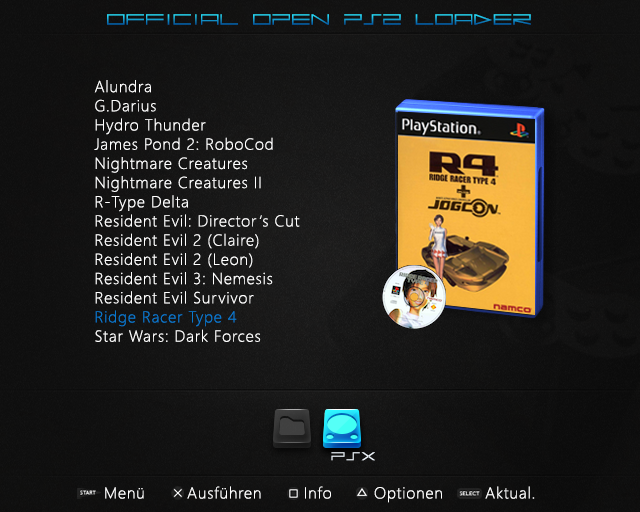 OFFICIAL OPEN PS2 LOADER
Alundra
G.Darius
Hydro Thunder
James Pond 2: RoboCod
Nightmare Creatures
Nightmare Creatures II
R-Type Delta
Resident Evil: Director's Cut
Resident Evil 2 (Claire)
Resident Evil 2 (Leon)
Resident Evil 3: Nemesis
Resident Evil Survivor
Ridge Racer Type 4
Star Wars: Dark Forces
PlayStation
R4
RIDGE RACER TYPE 4
+
JOGCON
namco
PSX
START Menü
Ausführen
Info
Optionen
SELECT Aktual.